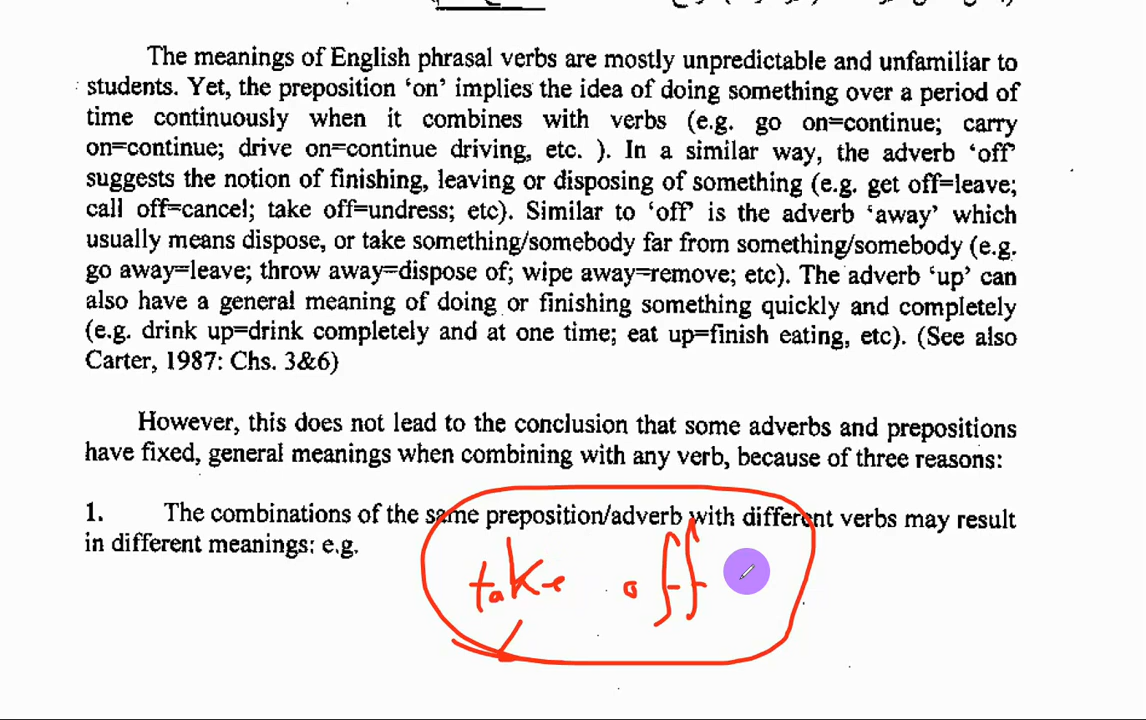 The meanings of English phrasal verbs are mostly unpredictable and unfamiliar to
students. Yet, the preposition ‘on’ implies the idea of doing something over a period of
time continuously when it combines with verbs (e.g. go on=continue; carry
on=continue; drive on=continue driving, etc. ). In a similar way, the adverb ‘off’
suggests the notion of finishing, leaving or disposing of something (e.g. get off=leave;
call off=cancel; take off=undress; etc). Similar to ‘off’ is the adverb ‘away’ which
usually means dispose, or take something/somebody far from something/somebody (e.g.
go away=leave; throw away=dispose of; wipe away=remove; etc). The adverb ‘up’ can
also have a general meaning of doing or finishing something quickly and completely
(e.g. drink up=drink completely and at one time; eat up=finish eating, etc). (See also
Carter, 1987: Chs. 3&6)
However, this does not lead to the conclusion that some adverbs and prepositions
have fixed, general meanings when combining with any verb, because of three reasons:
1. The combinations of the same preposition/adverb with different verbs may result
in different meanings: e.g.
take off